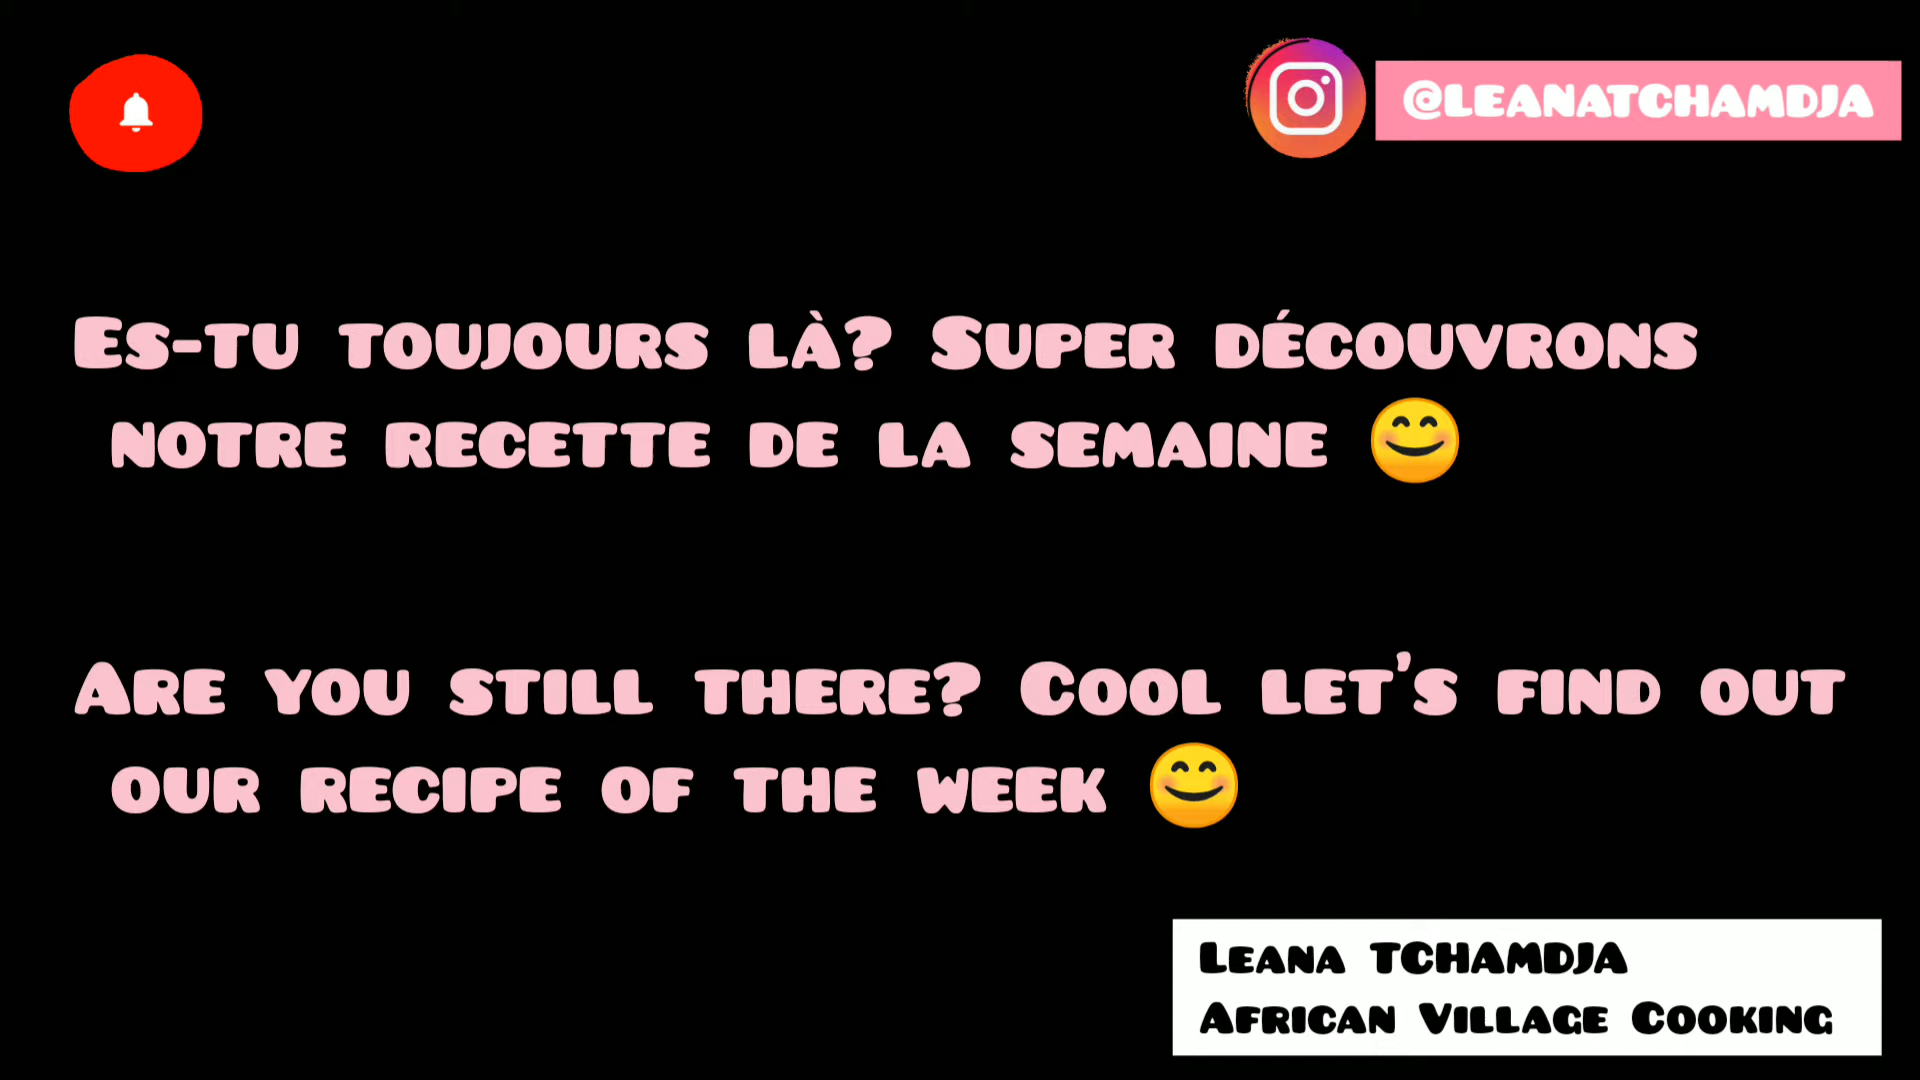 @LEANATCHAMDJA
Es-tu toujours là? Super découvrons
notre recette de la semaine 😊
Are you still there? Cool let's find out
our recipe of the week 😊
Leana TCHAMDJA
African Village Cooking